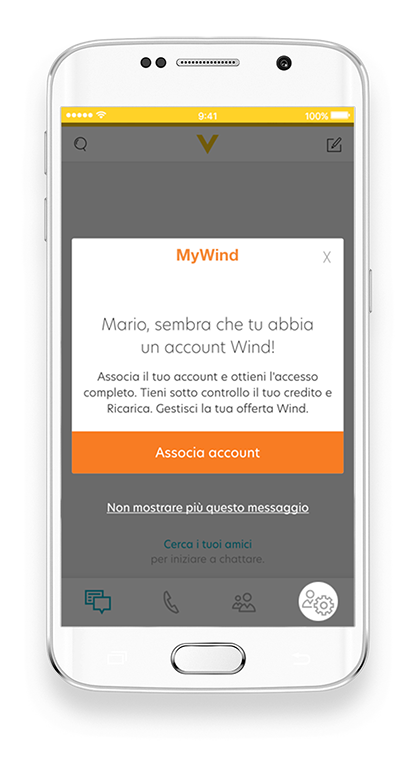 9:41
100%
MyWind
X
Mario, sembra che tu abbia
un account Wind!
Associa il tuo account e ottieni l'accesso
completo. Tieni sotto controllo il tuo credito e
Ricarica. Gestisci la tua offerta Wind.
Associa account
Non mostrare più questo messaggio
Cerca i tuoi amici
per iniziare a chattare.